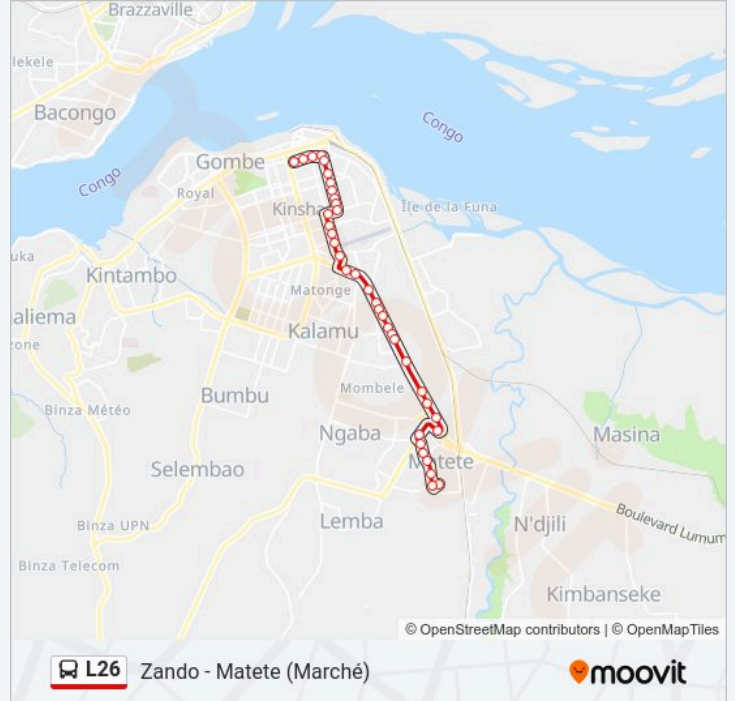 Brazzaville
lekele
Bacongo
Congo
Gombe
Congo
Royal
Kinsha
Île de la Funa
uka
Kintambo
Matonge
aliema
Kalamu
zone
Mombele
Bumbu
Binza Météo
Ngaba
Masina
Matete
Selembao
Boulevard Lumum
Lemba
N'djili
Binza UPN
Binza Telecom
Kimbanseke
© OpenStreetMap contributors | © OpenMapTiles
L26 Zando - Matete (Marché) moovit